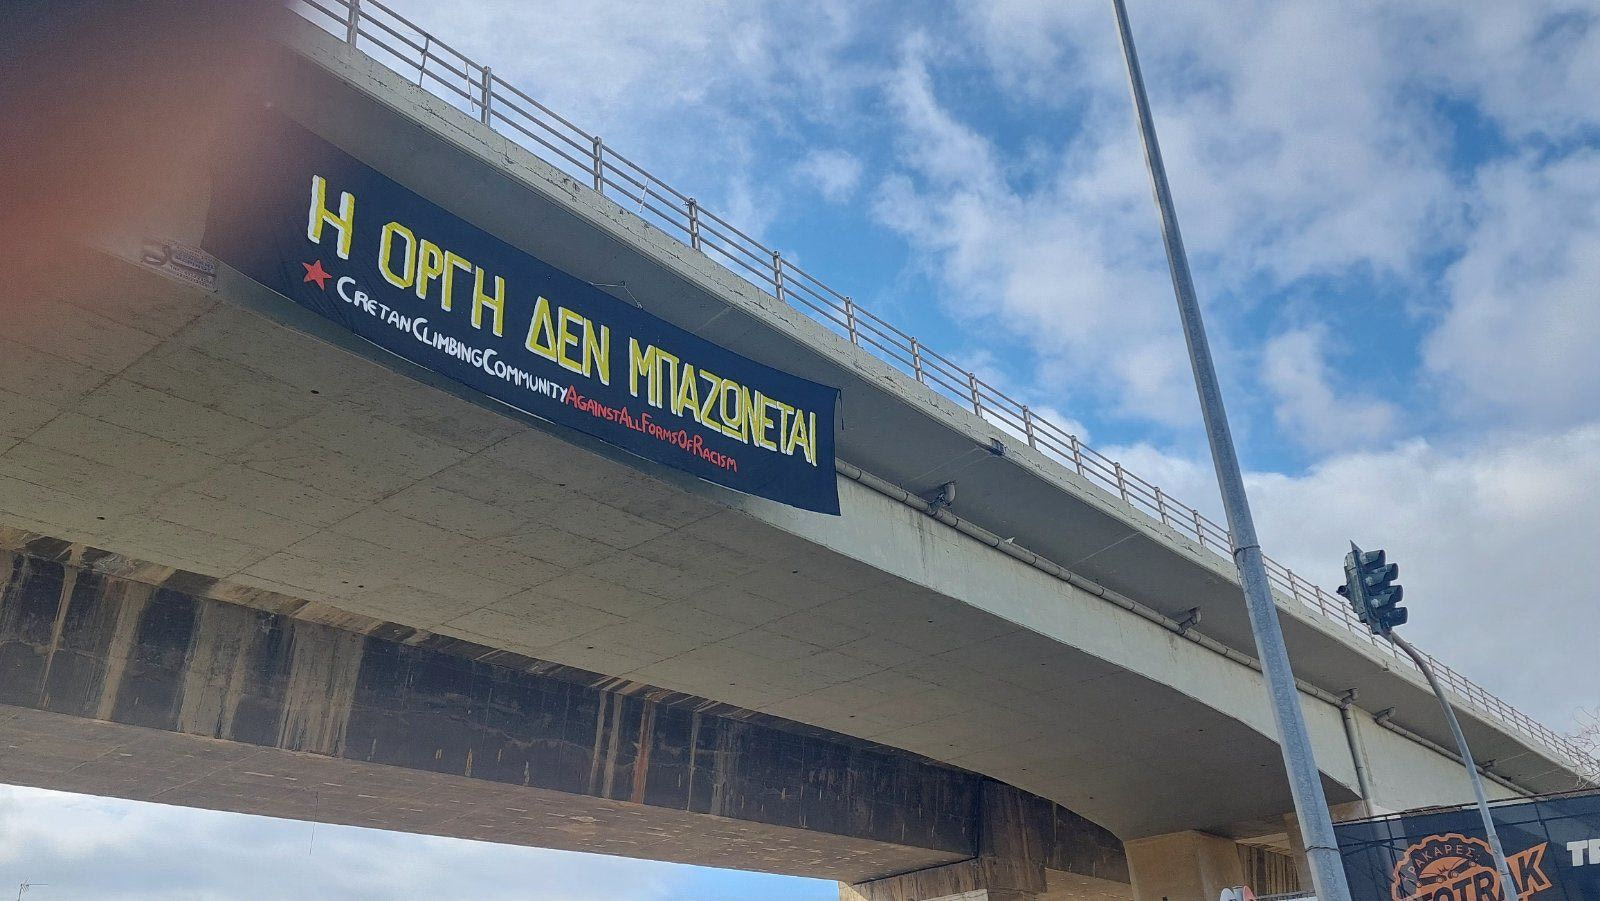 Η ΟΡΓΗ ΔΕΝ ΜΠΑΖΩΝΕΤΑΙ
CRETANCLIMBINGCOMMUNITYAGAINSTALLFORMSOFRACISM